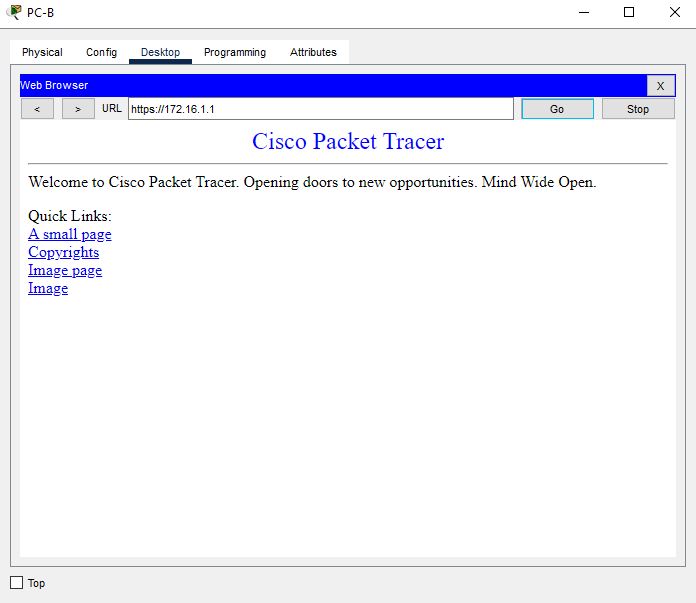 PC-B
Physical Config Desktop Programming Attributes
Web Browser X
< > URL https://172.16.1.1 Go Stop
Cisco Packet Tracer
Welcome to Cisco Packet Tracer. Opening doors to new opportunities. Mind Wide Open.
Quick Links:
A small page
Copyrights
Image page
Image
Top